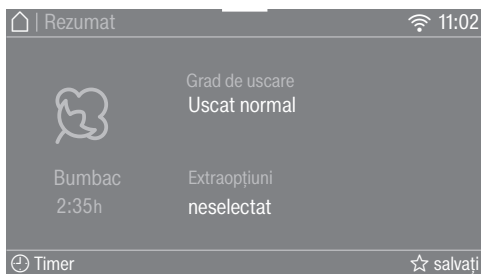 | Rezumat 11:02
Grad de uscare
Uscat normal
Bumbac Extraopțiuni
2:35h neselectat
Timer salvați